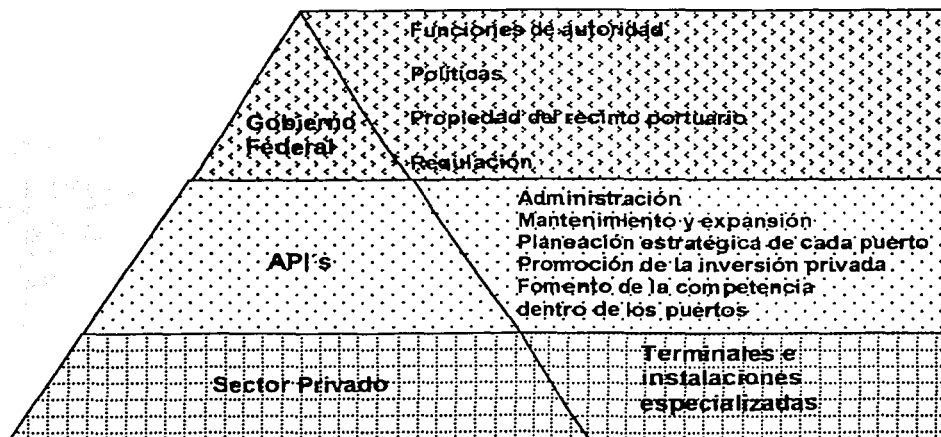 Funciones de autoridad
Políticas
Gobierno
Federal
Propiedad del recinto portuario
Regulación
API´s
Administración
Mantenimiento y expansión
Planeación estratégica de cada puerto
Promoción de la inversión privada
Fomento de la competencia
dentro de los puertos
Sector Privado
Terminales e
instalaciones
especializadas